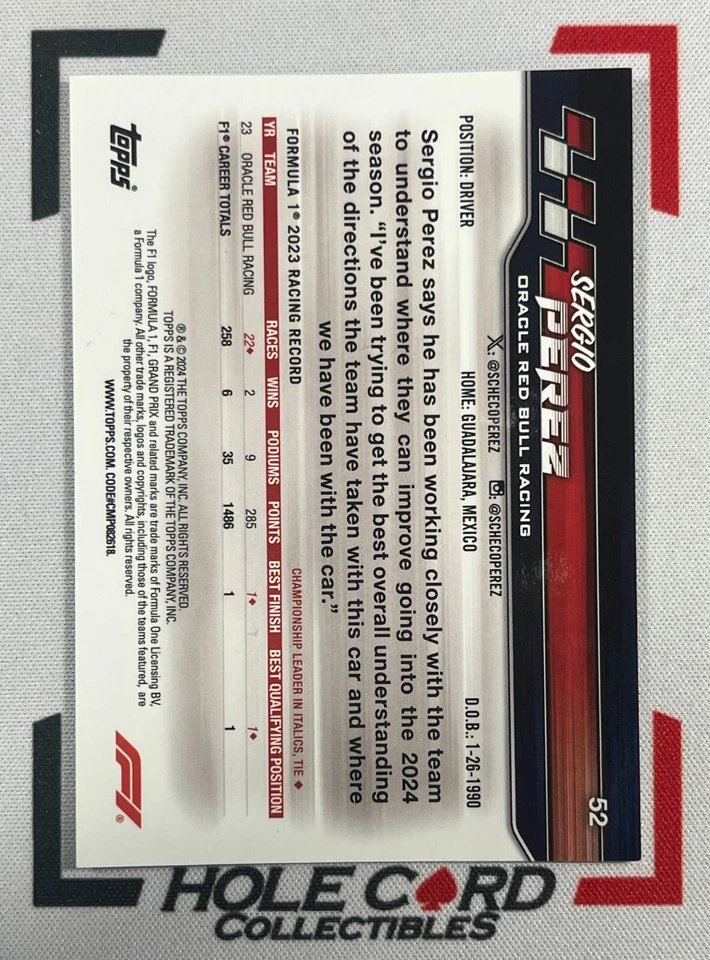 SERGIO
PEREZ
52
ORACLE RED BULL RACING
X: @SCHECOPEREZ : @SCHECOPEREZ
POSITION: DRIVER HOME: GUADALAJARA, MEXICO D.O.B.: 1-26-1990
Sergio Perez says he has been working closely with the team
to understand where they can improve going into the 2024
season. “I’ve been trying to get the best overall understanding
of the directions the team have taken with this car and where
we have been with the car.”
FORMULA 1® 2023 RACING RECORD CHAMPIONSHIP LEADER IN ITALICS, TIE ♦
YR TEAM RACES WINS PODIUMS POINTS BEST FINISH BEST QUALIFYING POSITION
23 ORACLE RED BULL RACING 22♦ 2 9 285 1♦ 1♦
F1® CAREER TOTALS 258 6 35 1486 1 1
topps®
® & © 2024 THE TOPPS COMPANY, INC. ALL RIGHTS RESERVED.
TOPPS IS A REGISTERED TRADEMARK OF THE TOPPS COMPANY, INC.
The F1 logo, FORMULA 1, F1, GRAND PRIX and related marks are trade marks of Formula One Licensing BV,
a Formula 1 company. All other trade marks, logos and copyrights, including those of the teams featured, are
the property of their respective owners. All rights reserved.
WWW.TOPPS.COM. CODE#CMP082618.
F1®
HOLE CARD
COLLECTIBLES